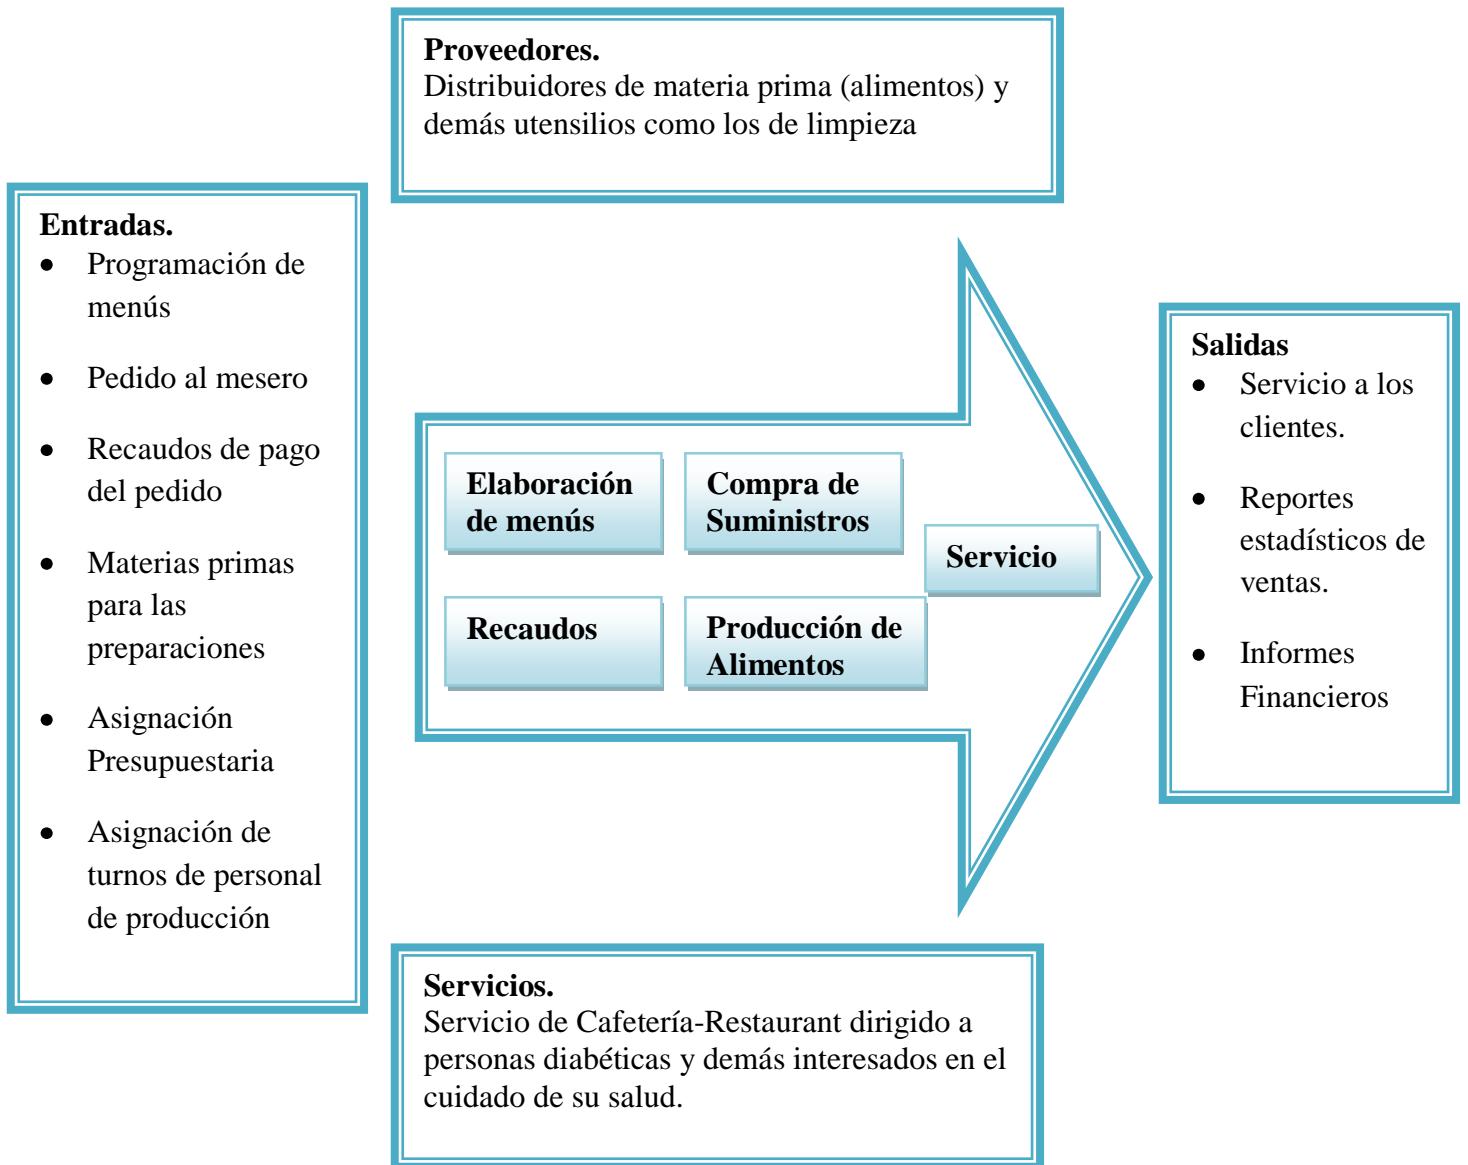 Proveedores.
Distribuidores de materia prima (alimentos) y
demás utensilios como los de limpieza
Entradas.
• Programación de
menús
• Pedido al mesero
• Recaudos de pago
del pedido
• Materias primas
para las
preparaciones
• Asignación
Presupuestaria
• Asignación de
turnos de personal
de producción
Elaboración
de menús
Compra de
Suministros
Recaudos
Producción de
Alimentos
Servicio
Salidas
• Servicio a los
clientes.
• Reportes
estadísticos de
ventas.
• Informes
Financieros
Servicios.
Servicio de Cafetería-Restaurant dirigido a
personas diabéticas y demás interesados en el
cuidado de su salud.